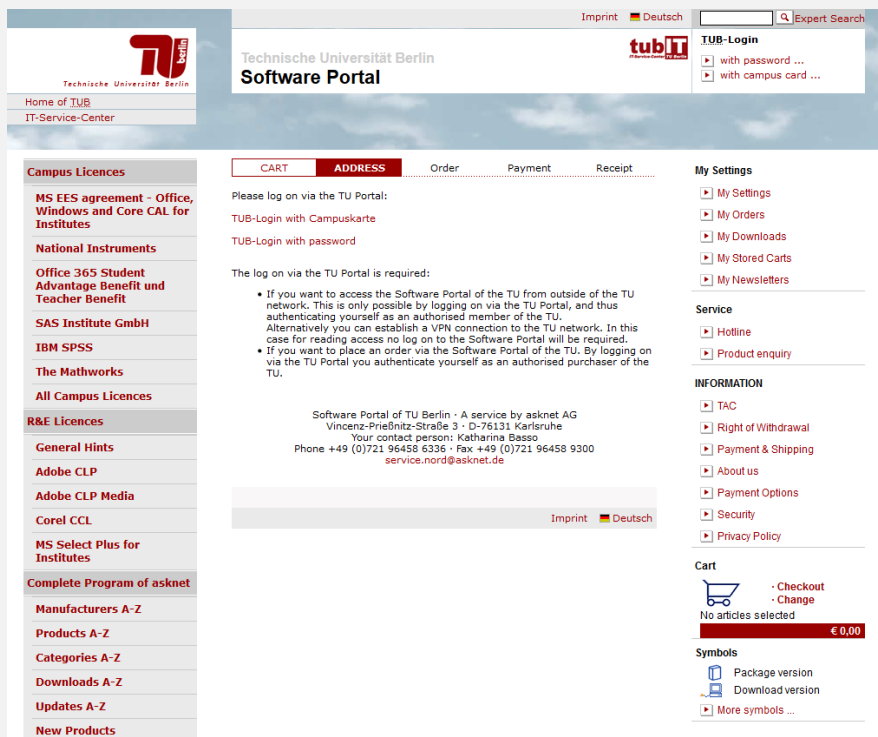 Imprint Deutsch
Expert Search
TUB-Login
with password ...
with campus card ...
berlin
Technische Universität Berlin
Technische Universität Berlin
Software Portal
tubIT
IT-Service-Center TU Berlin
Home of TUB
IT-Service-Center
Campus Licences
MS EES agreement - Office,
Windows and Core CAL for
Institutes
National Instruments
Office 365 Student
Advantage Benefit und
Teacher Benefit
SAS Institute GmbH
IBM SPSS
The Mathworks
All Campus Licences
R&E Licences
General Hints
Adobe CLP
Adobe CLP Media
Corel CCL
MS Select Plus for
Institutes
Complete Program of asknet
Manufacturers A-Z
Products A-Z
Categories A-Z
Downloads A-Z
Updates A-Z
New Products
CART ADDRESS Order Payment Receipt
Please log on via the TU Portal:
TUB-Login with Campuskarte
TUB-Login with password
The log on via the TU Portal is required:
• If you want to access the Software Portal of the TU from outside of the TU
network. This is only possible by logging on via the TU Portal, and thus
authenticating yourself as an authorised member of the TU.
Alternatively you can establish a VPN connection to the TU network. In this
case for reading access no log on to the Software Portal will be required.
• If you want to place an order via the Software Portal of the TU. By logging on
via the TU Portal you authenticate yourself as an authorised purchaser of the
TU.
Software Portal of TU Berlin · A service by asknet AG
Vincenz-Prießnitz-Straße 3 · D-76131 Karlsruhe
Your contact person: Katharina Basso
Phone +49 (0)721 96458 6336 · Fax +49 (0)721 96458 9300
service.nord@asknet.de
Imprint Deutsch
My Settings
My Settings
My Orders
My Downloads
My Stored Carts
My Newsletters
Service
Hotline
Product enquiry
INFORMATION
TAC
Right of Withdrawal
Payment & Shipping
About us
Payment Options
Security
Privacy Policy
Cart
· Checkout
· Change
No articles selected
€ 0,00
Symbols
Package version
Download version
More symbols ...